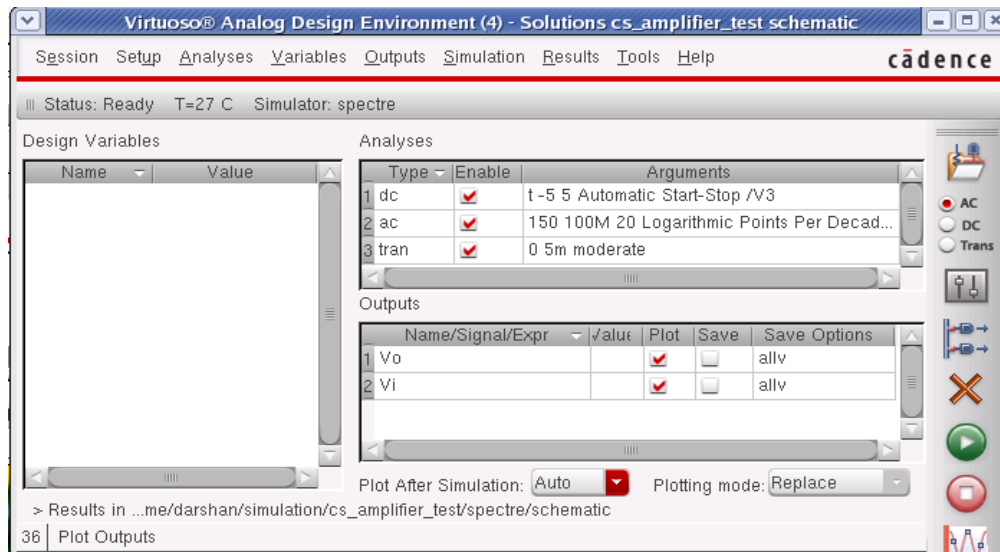 Virtuoso® Analog Design Environment (4) - Solutions cs_amplifier_test schematic
Session Setup Analyses Variables Outputs Simulation Results Tools Help
cādence
Status: Ready T=27 C Simulator: spectre
Design Variables
Name Value
Analyses
Type Enable Arguments
1 dc t -5 5 Automatic Start-Stop /V3
2 ac 150 100M 20 Logarithmic Points Per Decad...
3 tran 0 5m moderate
Outputs
Name/Signal/Expr Value Plot Save Save Options
1 Vo allv
2 Vi allv
Plot After Simulation: Auto Plotting mode: Replace
> Results in ...me/darshan/simulation/cs_amplifier_test/spectre/schematic
36 Plot Outputs
AC
DC
Trans